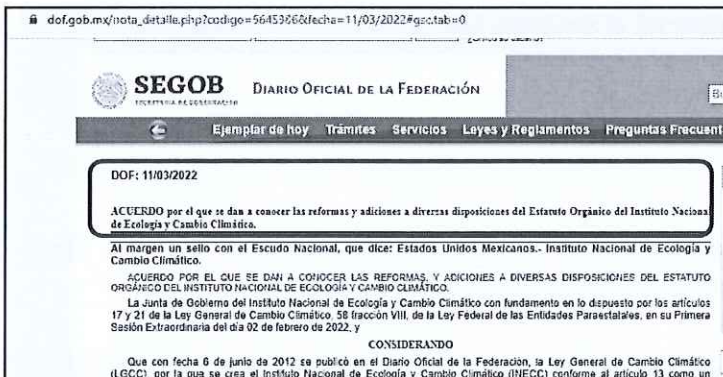 dof.gob.mx/nota_detalle.php?codigo=5645366&fecha=11/03/2022#gsc.tab=0
SEGOB
SECRETARÍA DE GOBERNACIÓN
DIARIO OFICIAL DE LA FEDERACIÓN
Ejemplar de hoy Trámites Servicios Leyes y Reglamentos Preguntas Frecuent
DOF: 11/03/2022
ACUERDO por el que se dan a conocer las reformas y adiciones a diversas disposiciones del Estatuto Orgánico del Instituto Naciona
de Ecología y Cambio Climático.
Al margen un sello con el Escudo Nacional, que dice: Estados Unidos Mexicanos.- Instituto Nacional de Ecología y
Cambio Climático.
ACUERDO POR EL QUE SE DAN A CONOCER LAS REFORMAS, Y ADICIONES A DIVERSAS DISPOSICIONES DEL ESTATUTO
ORGÁNICO DEL INSTITUTO NACIONAL DE ECOLOGÍA Y CAMBIO CLIMÁTICO.
La Junta de Gobierno del Instituto Nacional de Ecología y Cambio Climático con fundamento en lo dispuesto por los artículos
17 y 21 de la Ley General de Cambio Climático, 58 fracción VIII, de la Ley Federal de las Entidades Paraestatales, en su Primera
Sesión Extraordinaria del día 02 de febrero de 2022, y
CONSIDERANDO
Que con fecha 6 de junio de 2012 se publicó en el Diario Oficial de la Federación, la Ley General de Cambio Climático
(LGCC), por la que se crea el Instituto Nacional de Ecología y Cambio Climático (INECC) conforme al artículo 13 como un